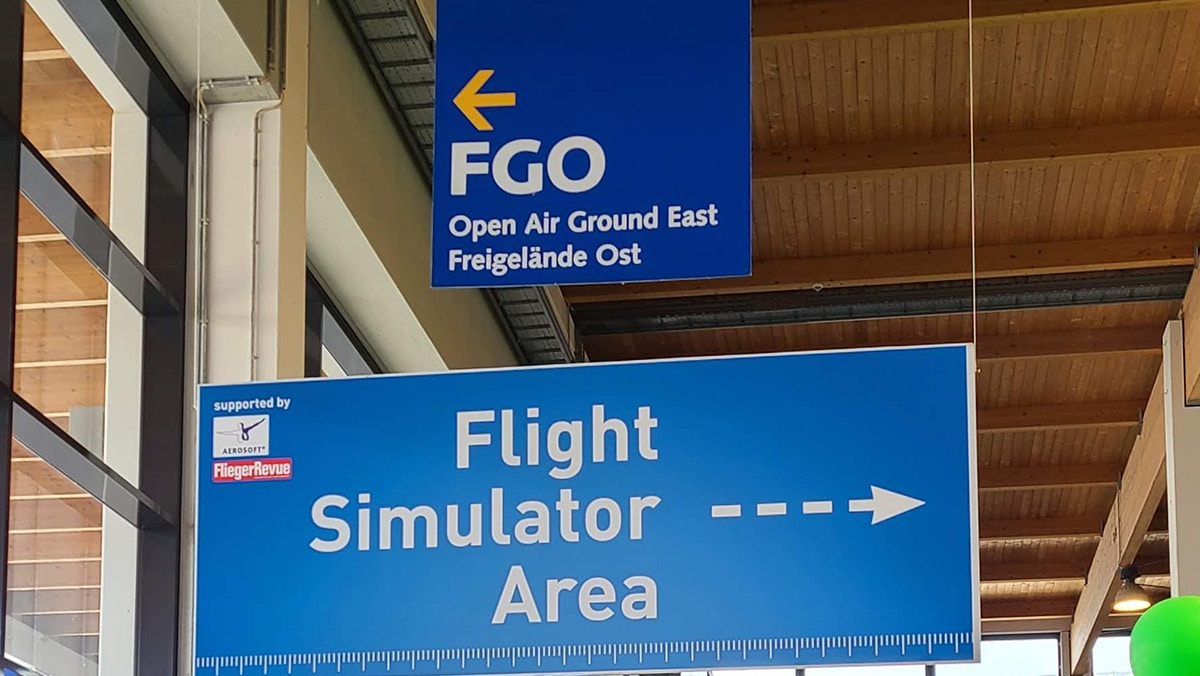 FGO
Open Air Ground East
Freigelände Ost
supported by
AEROSOFT®
FliegerRevue
Flight
Simulator
Area